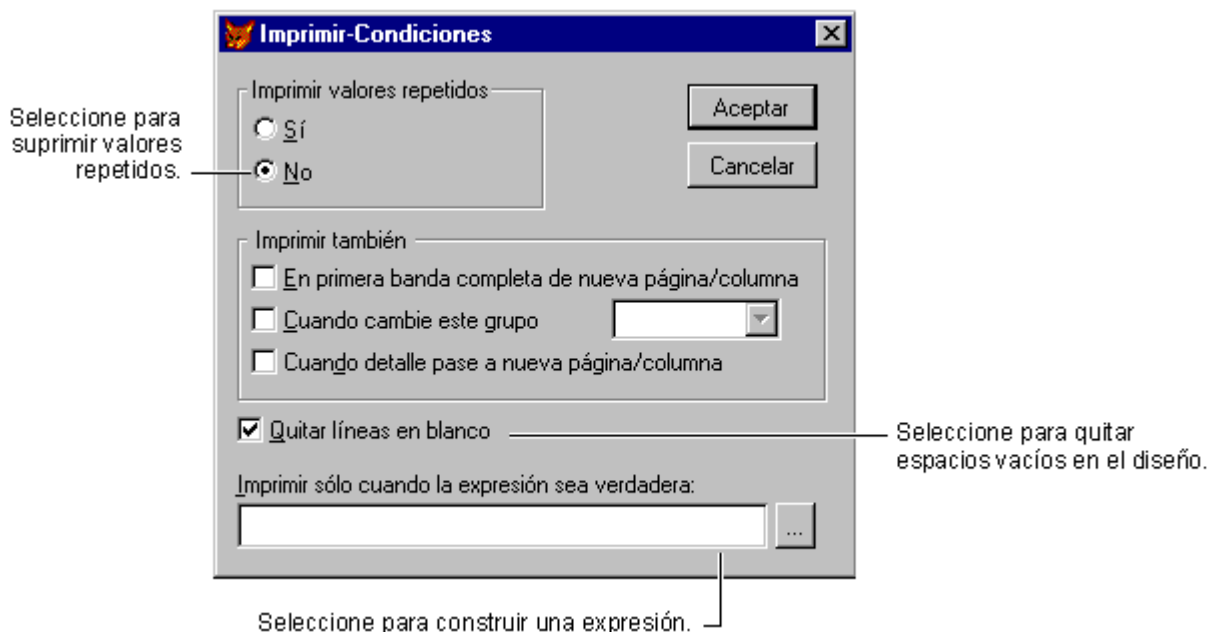 Imprimir-Condiciones
Imprimir valores repetidos
Sí
No
Aceptar
Cancelar
Seleccione para
suprimir valores
repetidos.
Imprimir también
En primera banda completa de nueva página/columna
Cuando cambie este grupo
Cuando detalle pase a nueva página/columna
Quitar líneas en blanco
Seleccione para quitar
espacios vacíos en el diseño.
Imprimir sólo cuando la expresión sea verdadera:
...
Seleccione para construir una expresión.